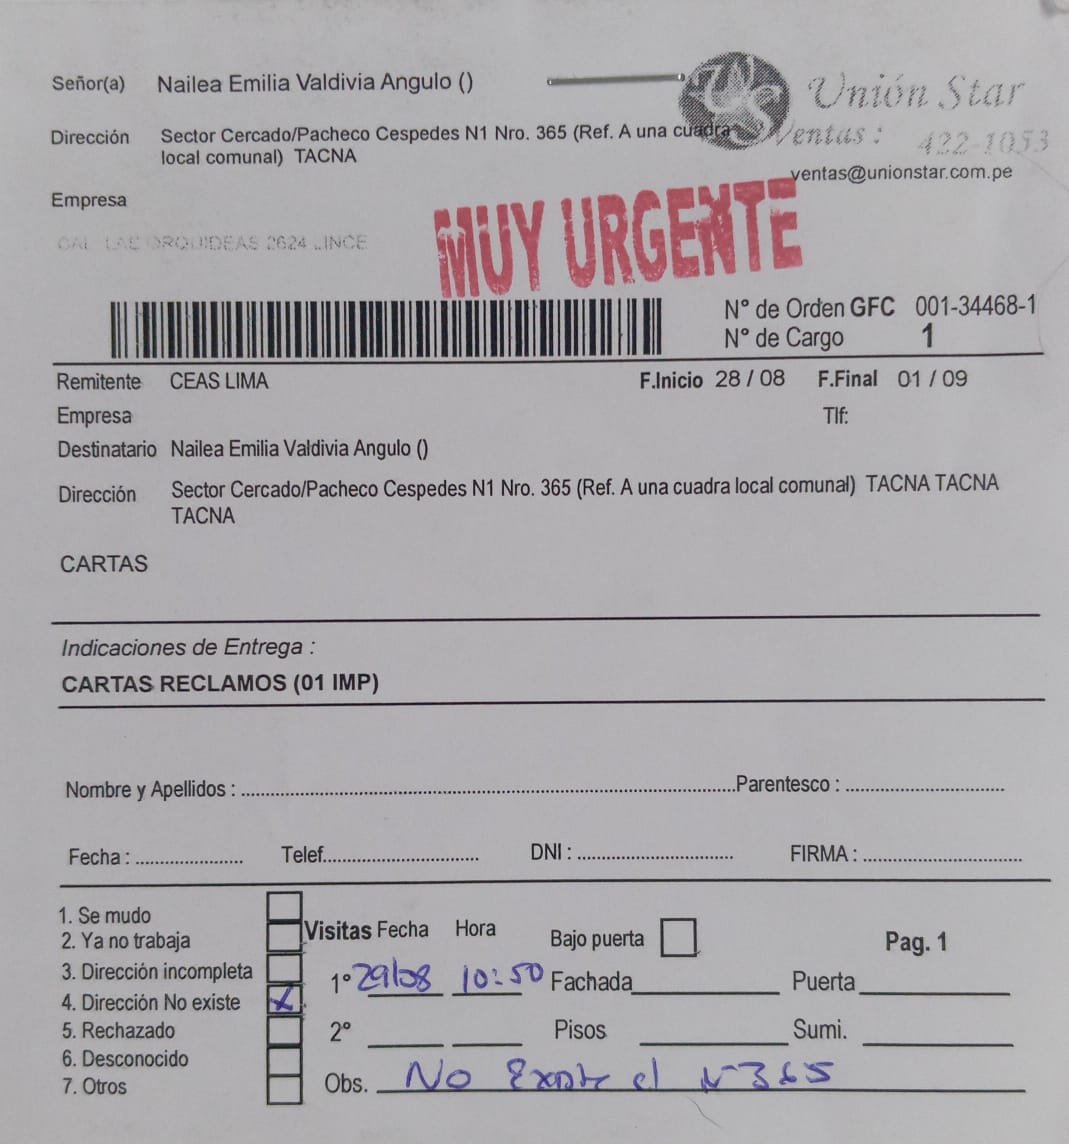 Señor(a) Nailea Emilia Valdivia Angulo ()
Unión Star
Dirección Sector Cercado/Pacheco Cespedes N1 Nro. 365 (Ref. A una cuadra
local comunal) TACNA
Ventas: 422-1053
ventas@unionstar.com.pe
Empresa
CAL LAS ORQUIDEAS 2624 LINCE
MUY URGENTE
N° de Orden GFC 001-34468-1
N° de Cargo 1
Remitente CEAS LIMA F.Inicio 28 / 08 F.Final 01 / 09
Empresa Tlf:
Destinatario Nailea Emilia Valdivia Angulo ()
Dirección Sector Cercado/Pacheco Cespedes N1 Nro. 365 (Ref. A una cuadra local comunal) TACNA TACNA
TACNA
CARTAS
Indicaciones de Entrega :
CARTAS RECLAMOS (01 IMP)
Nombre y Apellidos : Parentesco :
Fecha : Telef. DNI : FIRMA :
1. Se mudo
2. Ya no trabaja
3. Dirección incompleta
4. Dirección No existe X
5. Rechazado
6. Desconocido
7. Otros
Visitas Fecha Hora Bajo puerta Pag. 1
1° 29/08 10:50 Fachada Puerta
2° Pisos Sumi.
Obs. No Existe el N° 365